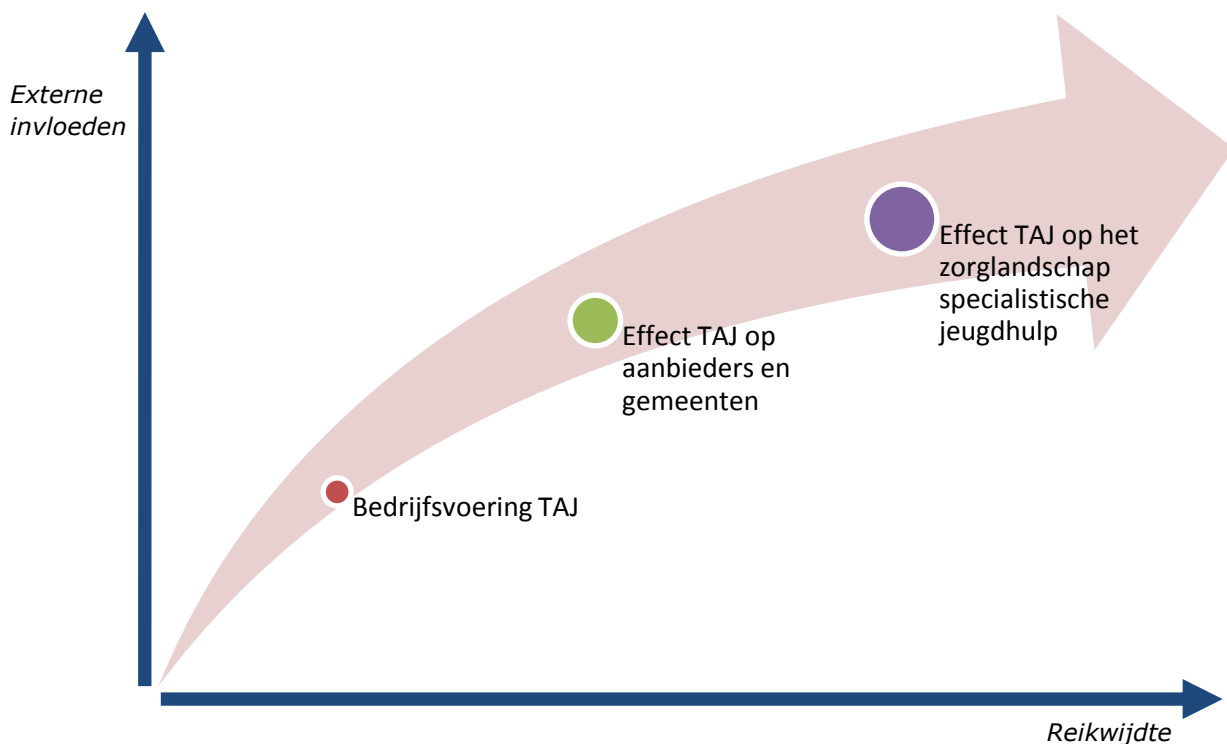 Externe
invloeden
Effect TAJ op het
zorglandschap
specialistische
jeugdhulp
Effect TAJ op
aanbieders en
gemeenten
Bedrijfsvoering TAJ
Reikwijdte